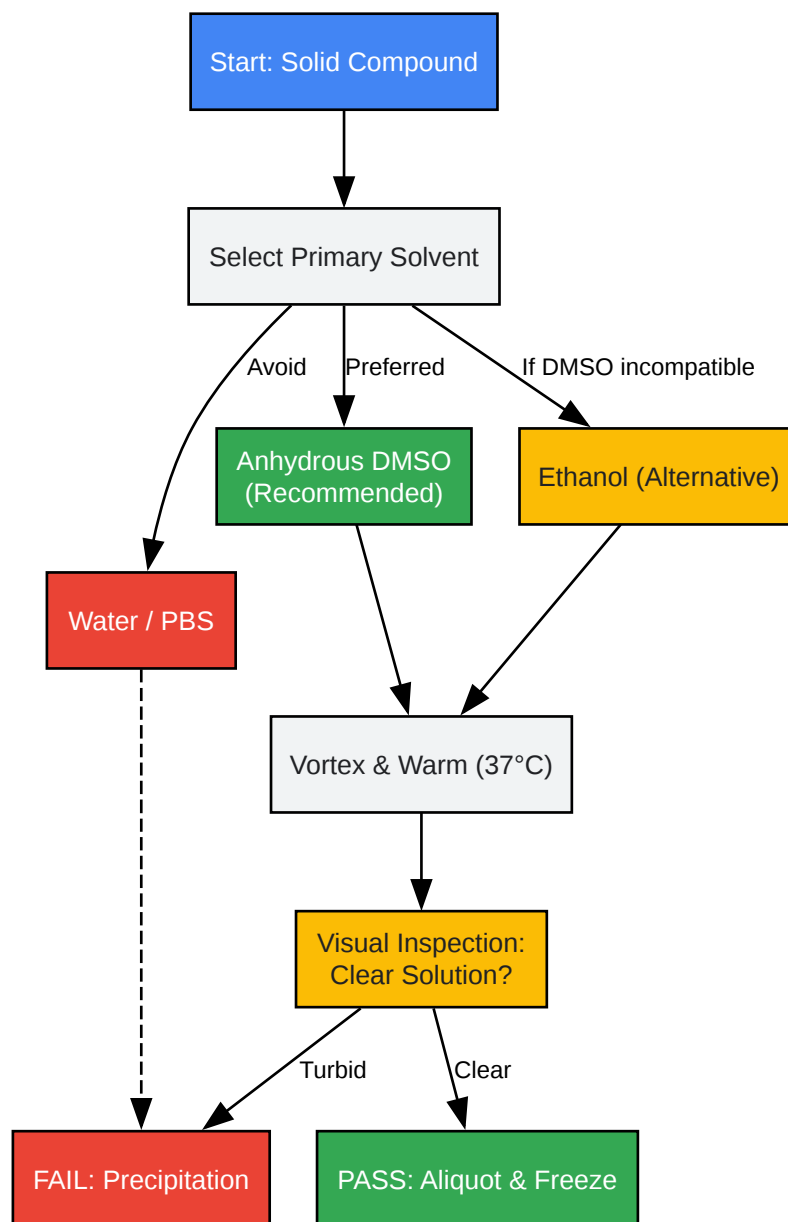 Start: Solid Compound
Select Primary Solvent
Avoid
Preferred
If DMSO incompatible
Anhydrous DMSO
(Recommended)
Ethanol (Alternative)
Water / PBS
Vortex & Warm (37°C)
Visual Inspection:
Clear Solution?
Turbid
Clear
FAIL: Precipitation
PASS: Aliquot & Freeze